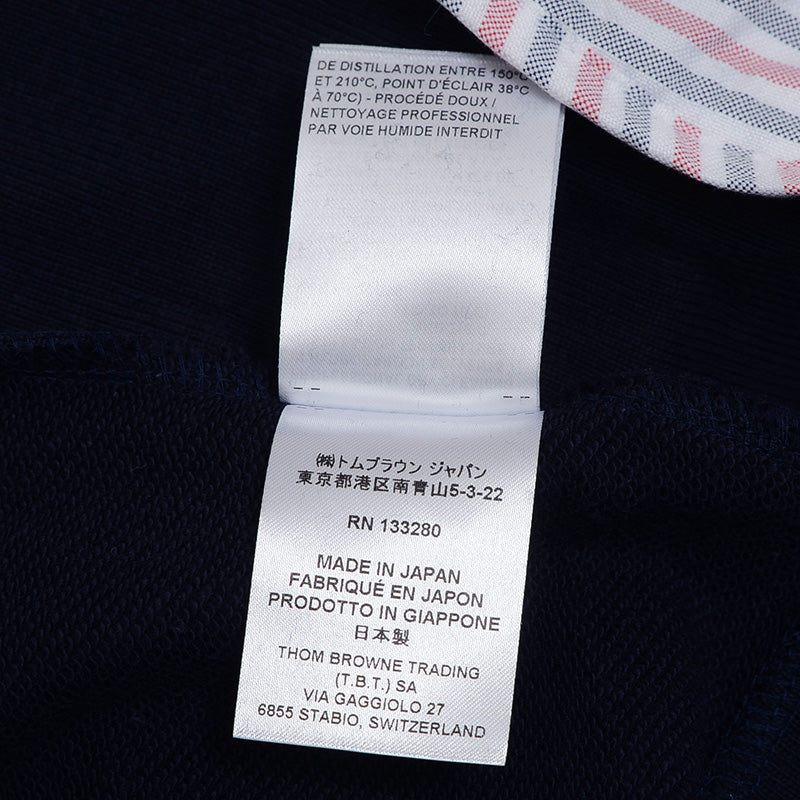 DE DISTILLATION ENTRE 150°C
ET 210°C, POINT D'ÉCLAIR 38°C
À 70°C) - PROCÉDÉ DOUX /
NETTOYAGE PROFESSIONNEL
PAR VOIE HUMIDE INTERDIT
㈱トムブラウン ジャパン
東京都港区南青山5-3-22
RN 133280
MADE IN JAPAN
FABRIQUÉ EN JAPON
PRODOTTO IN GIAPPONE
日本製
THOM BROWNE TRADING
(T.B.T.) SA
VIA GAGGIOLO 27
6855 STABIO, SWITZERLAND